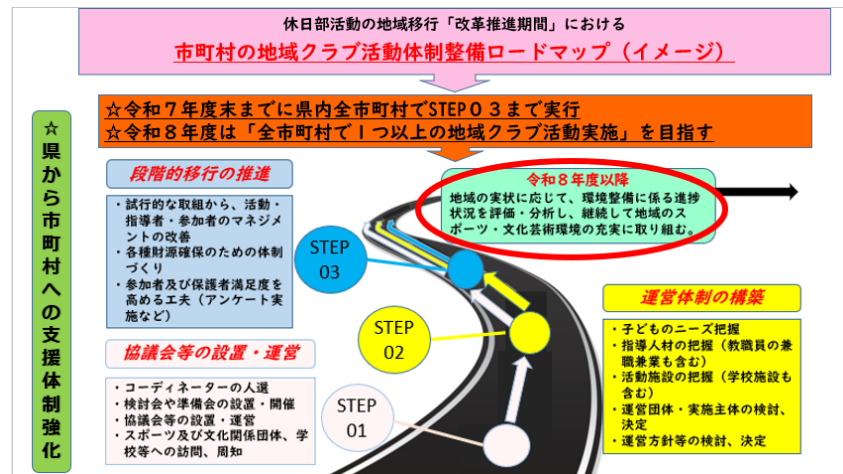 休日部活動の地域移行「改革推進期間」における
市町村の地域クラブ活動体制整備ロードマップ（イメージ）
☆令和７年度末までに県内全市町村でSTEP０３まで実行
☆令和８年度は「全市町村で１つ以上の地域クラブ活動実施」を目指す
☆県から市町村への支援体制強化
段階的移行の推進
・試行的な取組から、活動・
指導者・参加者のマネジメ
ントの改善
・各種財源確保のための体制
づくり
・参加者及び保護者満足度を
高める工夫（アンケート実
施など）
令和８年度以降
地域の実状に応じて、環境整備に係る進捗
状況を評価・分析し、継続して地域のス
ポーツ・文化芸術環境の充実に取り組む。
STEP
03
運営体制の構築
・子どものニーズ把握
・指導人材の把握（教職員の兼
職兼業も含む）
・活動施設の把握（学校施設も
含む）
・運営団体・実施主体の検討、
決定
・運営方針等の検討、決定
STEP
02
協議会等の設置・運営
・コーディネーターの人選
・検討会や準備会の設置・開催
・協議会等の設置・運営
・スポーツ及び文化関係団体、学
校等への訪問、周知
STEP
01